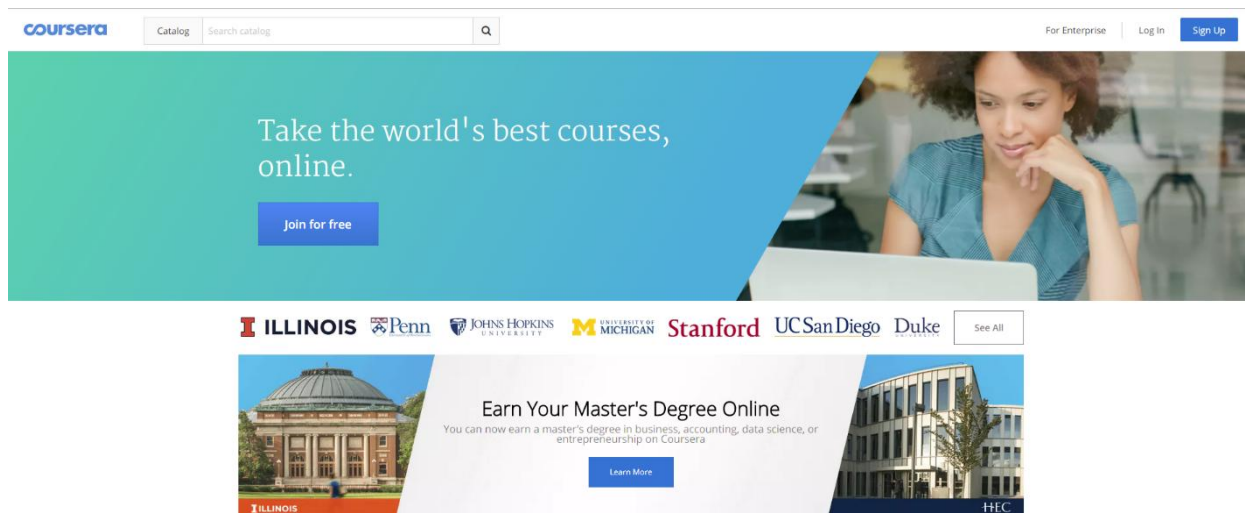 coursera
Catalog Search catalog
For Enterprise Log In Sign Up
Take the world's best courses,
online.
Join for free
I ILLINOIS Penn JOHNS HOPKINS UNIVERSITY M UNIVERSITY OF MICHIGAN Stanford UC San Diego Duke UNIVERSITY See All
Earn Your Master's Degree Online
You can now earn a master's degree in business, accounting, data science, or
entrepreneurship on Coursera
Learn More
I ILLINOIS
HEC